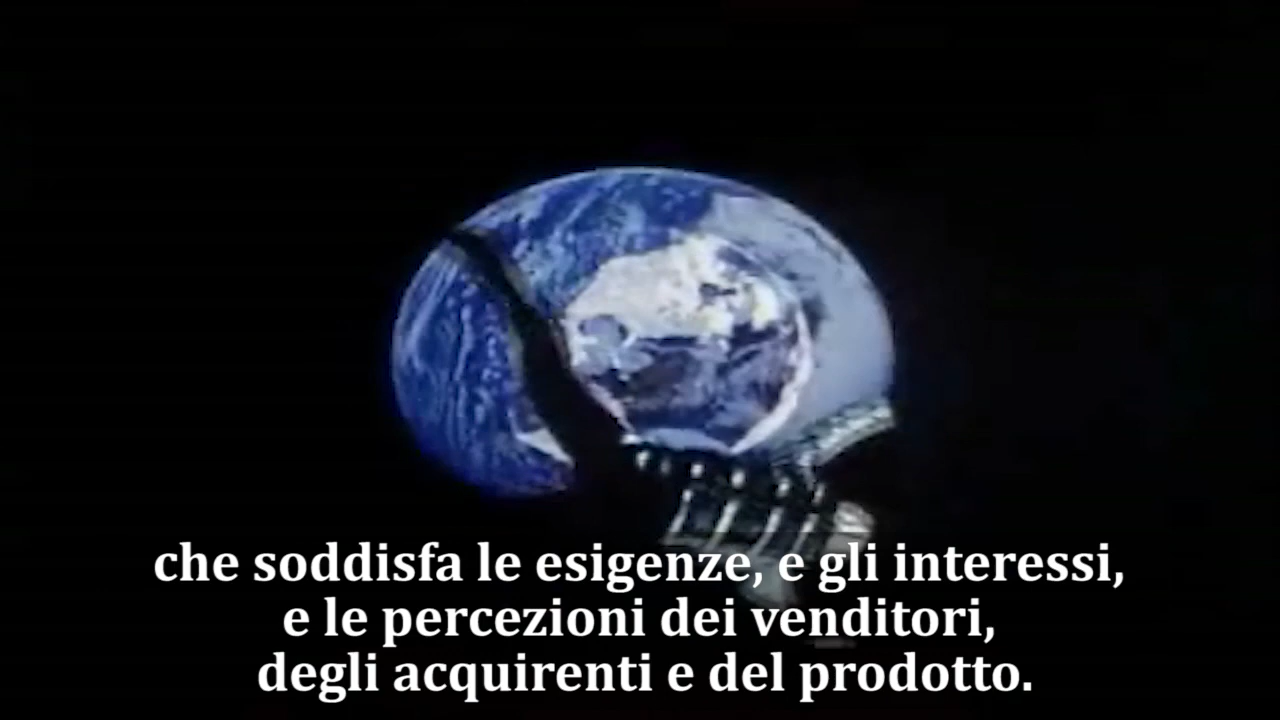 che soddisfa le esigenze, e gli interessi,
e le percezioni dei venditori,
degli acquirenti e del prodotto.